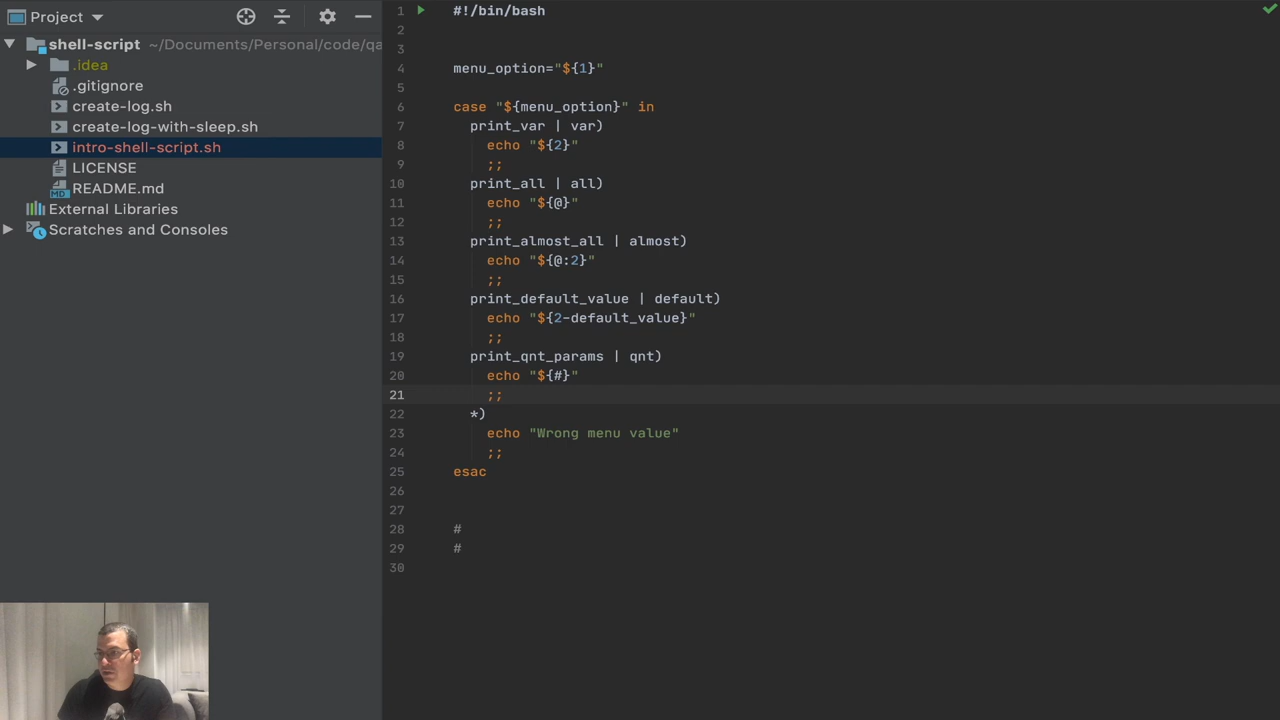 Project
shell-script ~/Documents/Personal/code/qa
.idea
.gitignore
create-log.sh
create-log-with-sleep.sh
intro-shell-script.sh
LICENSE
MD README.md
External Libraries
Scratches and Consoles
1 #!/bin/bash
2
3
4 menu_option="${1}"
5
6 case "${menu_option}" in
7 print_var | var)
8 echo "${2}"
9 ;;
10 print_all | all)
11 echo "${@}"
12 ;;
13 print_almost_all | almost)
14 echo "${@:2}"
15 ;;
16 print_default_value | default)
17 echo "${2-default_value}"
18 ;;
19 print_qnt_params | qnt)
20 echo "${#}"
21 ;;
22 *)
23 echo "Wrong menu value"
24 ;;
25 esac
26
27
28 #
29 #
30